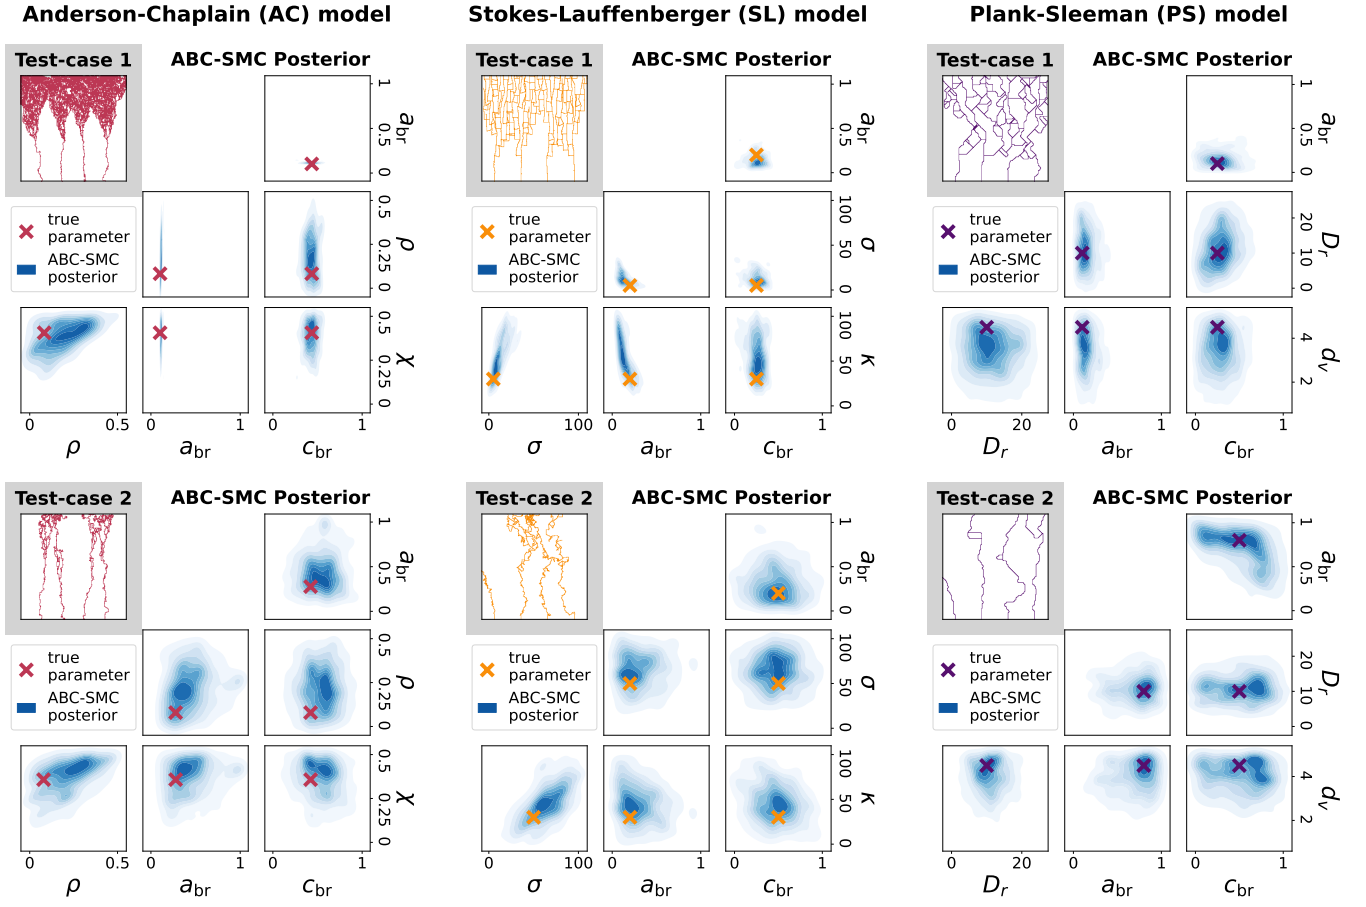 Anderson-Chaplain (AC) model
Stokes-Lauffenberger (SL) model
Plank-Sleeman (PS) model
Test-case 1
ABC-SMC Posterior
1
0.5
0
a_br
true
parameter
ABC-SMC
posterior
0.5
0.25
0
ρ
0.5
0.25
0
χ
0
0.5
0
1
0
1
ρ
a_br
c_br
Test-case 1
ABC-SMC Posterior
1
0.5
0
a_br
true
parameter
ABC-SMC
posterior
100
50
0
σ
100
50
0
κ
0
100
0
1
0
1
σ
a_br
c_br
Test-case 1
ABC-SMC Posterior
1
0.5
0
a_br
true
parameter
ABC-SMC
posterior
20
10
0
D_r
4
2
d_v
0
20
0
1
0
1
D_r
a_br
c_br
Test-case 2
ABC-SMC Posterior
1
0.5
0
a_br
true
parameter
ABC-SMC
posterior
0.5
0.25
0
ρ
0.5
0.25
0
χ
0
0.5
0
1
0
1
ρ
a_br
c_br
Test-case 2
ABC-SMC Posterior
1
0.5
0
a_br
true
parameter
ABC-SMC
posterior
100
50
0
σ
100
50
0
κ
0
100
0
1
0
1
σ
a_br
c_br
Test-case 2
ABC-SMC Posterior
1
0.5
0
a_br
true
parameter
ABC-SMC
posterior
20
10
0
D_r
4
2
d_v
0
20
0
1
0
1
D_r
a_br
c_br